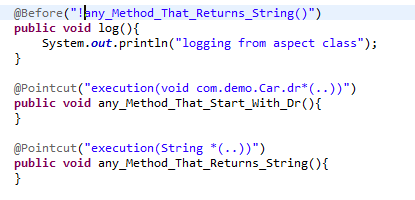 @Before("!any_Method_That_Returns_String()")
public void log(){
    System.out.println("logging from aspect class");
}
@Pointcut("execution(void com.demo.Car.dr*(..))")
public void any_Method_That_Start_With_Dr(){
}
@Pointcut("execution(String *(..))")
public void any_Method_That_Returns_String(){
}